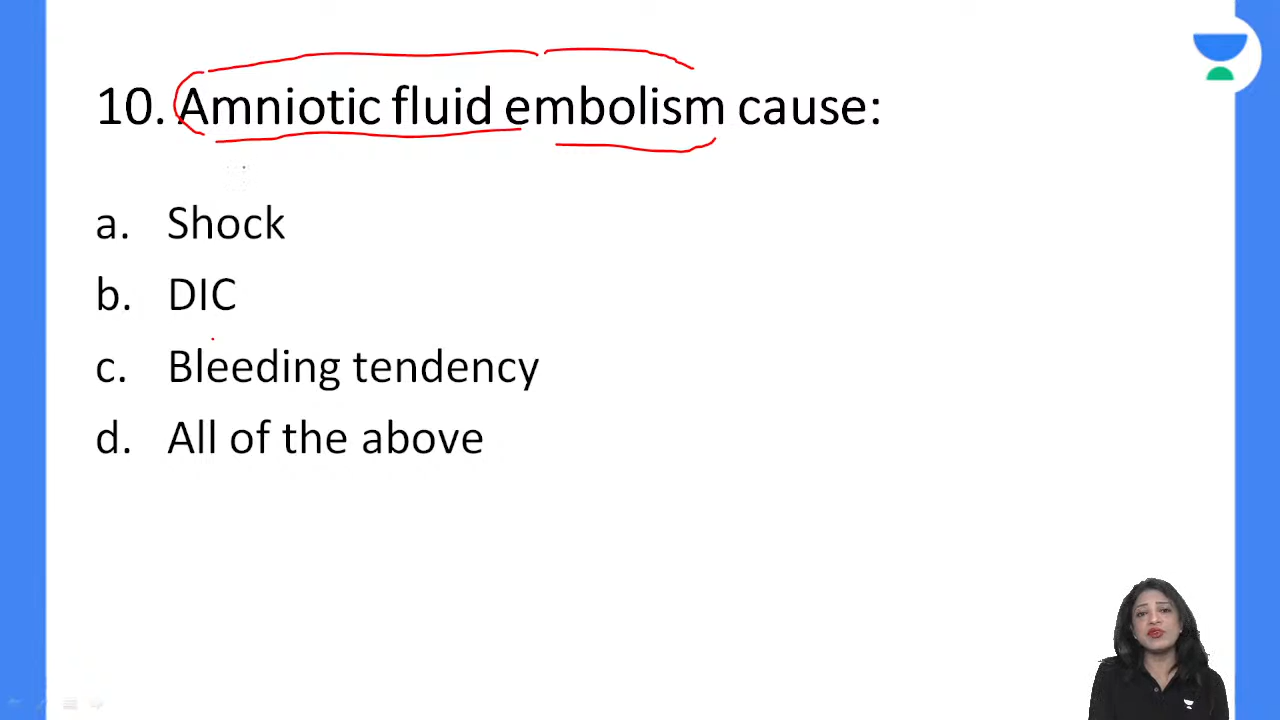 10. Amniotic fluid embolism cause:
a. Shock
b. DIC
c. Bleeding tendency
d. All of the above